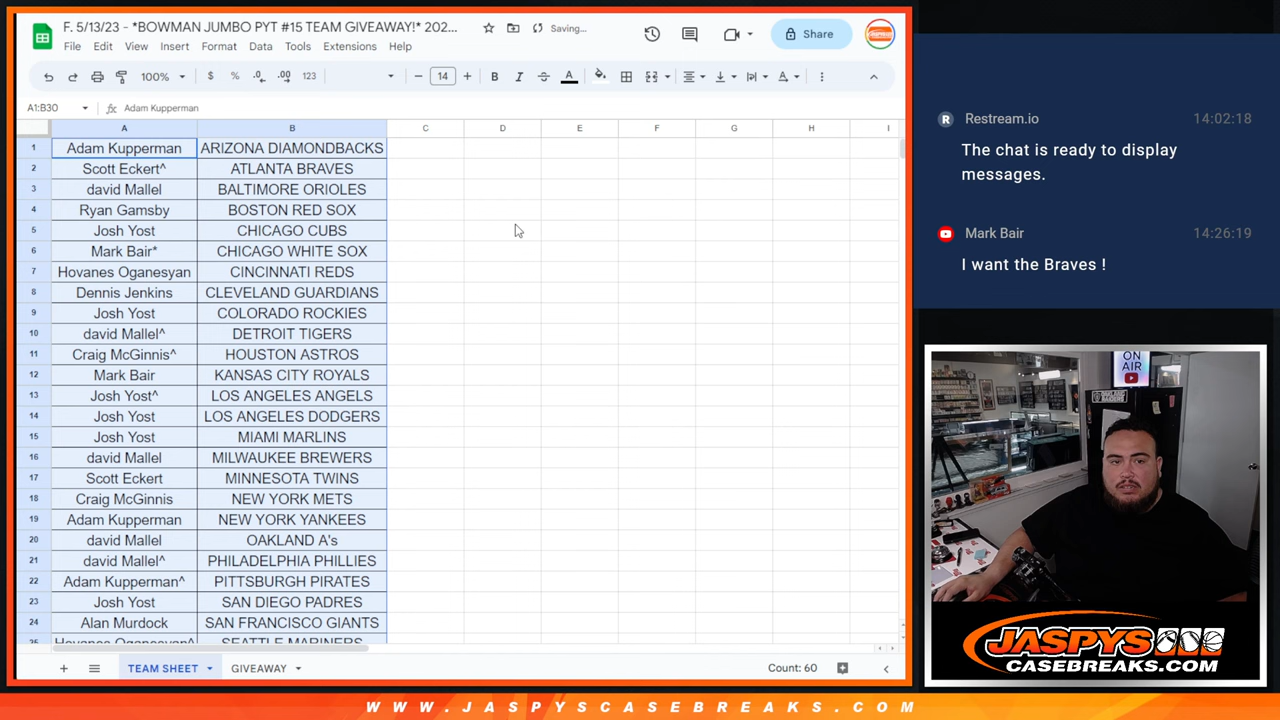 F. 5/13/23 - *BOWMAN JUMBO PYT #15 TEAM GIVEAWAY!* 202...
Saving...
Share
File Edit View Insert Format Data Tools Extensions Help
100% $ % .0 .00 123 14 B I A
A1:B30 fx Adam Kupperman
A B C D E F G H I
1 Adam Kupperman ARIZONA DIAMONDBACKS
2 Scott Eckert^ ATLANTA BRAVES
3 david Mallel BALTIMORE ORIOLES
4 Ryan Gamsby BOSTON RED SOX
5 Josh Yost CHICAGO CUBS
6 Mark Bair* CHICAGO WHITE SOX
7 Hovanes Oganesyan CINCINNATI REDS
8 Dennis Jenkins CLEVELAND GUARDIANS
9 Josh Yost COLORADO ROCKIES
10 david Mallel^ DETROIT TIGERS
11 Craig McGinnis^ HOUSTON ASTROS
12 Mark Bair KANSAS CITY ROYALS
13 Josh Yost^ LOS ANGELES ANGELS
14 Josh Yost LOS ANGELES DODGERS
15 Josh Yost MIAMI MARLINS
16 david Mallel MILWAUKEE BREWERS
17 Scott Eckert MINNESOTA TWINS
18 Craig McGinnis NEW YORK METS
19 Adam Kupperman NEW YORK YANKEES
20 david Mallel OAKLAND A's
21 david Mallel^ PHILADELPHIA PHILLIES
22 Adam Kupperman^ PITTSBURGH PIRATES
23 Josh Yost SAN DIEGO PADRES
24 Alan Murdock SAN FRANCISCO GIANTS
25 Hovanes Oganesyan^ SEATTLE MARINERS
TEAM SHEET GIVEAWAY Count: 60
R Restream.io 14:02:18
The chat is ready to display
messages.
Mark Bair 14:26:19
I want the Braves !
ON
AIR
JASPYS
CASEBREAKS.COM
WWW.JASPYSCASEBREAKS.COM